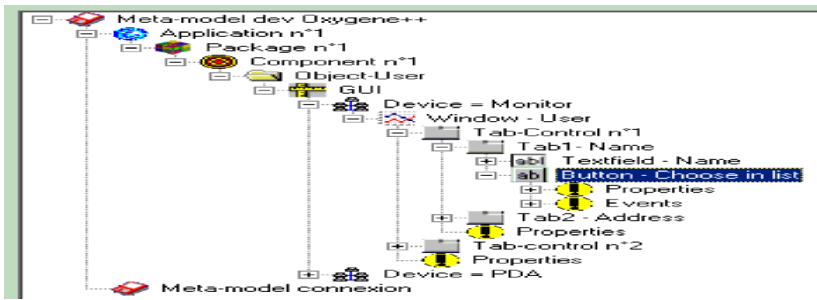 Meta-model dev Oxygene++
Application n°1
Package n°1
Component n°1
Object-User
GUI
Device = Monitor
Window - User
Tab-Control n°1
Tab1- Name
abl Textfield - Name
abl Button - Choose in list
Properties
Events
Tab2 - Address
Properties
Tab-control n°2
Properties
Device = PDA
Meta-model connexion